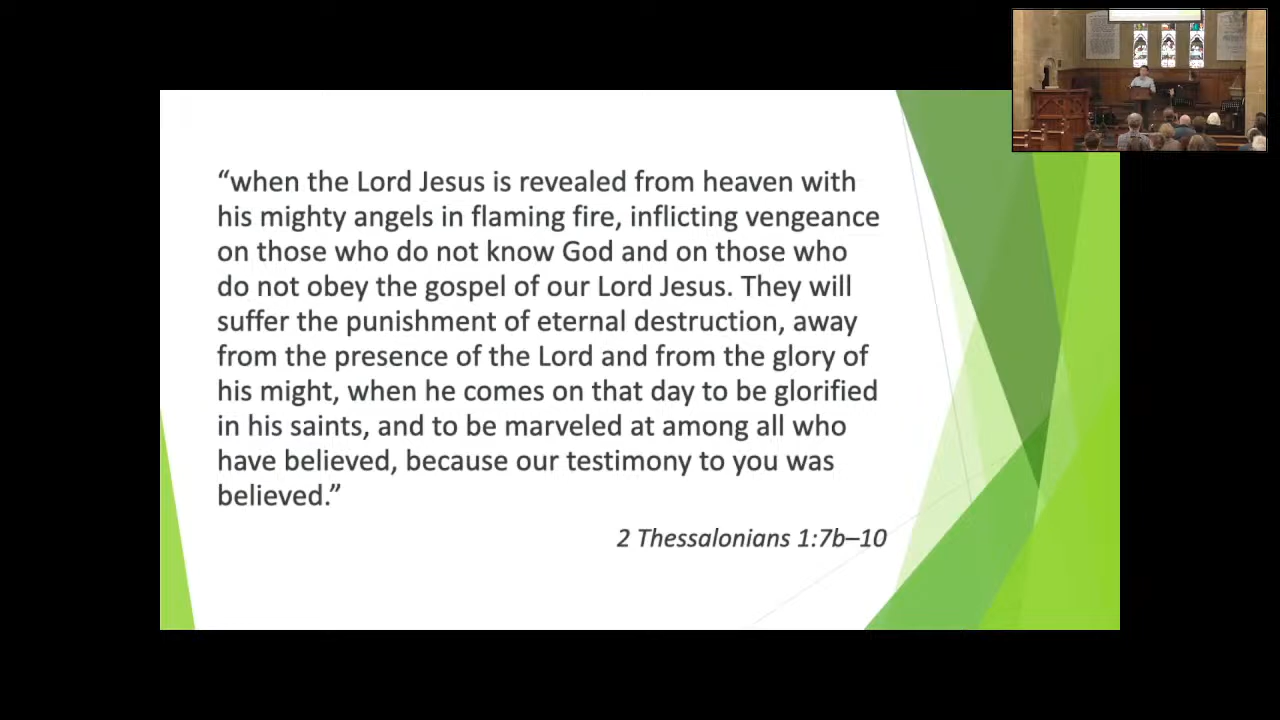 “when the Lord Jesus is revealed from heaven with
his mighty angels in flaming fire, inflicting vengeance
on those who do not know God and on those who
do not obey the gospel of our Lord Jesus. They will
suffer the punishment of eternal destruction, away
from the presence of the Lord and from the glory of
his might, when he comes on that day to be glorified
in his saints, and to be marveled at among all who
have believed, because our testimony to you was
believed.”
2 Thessalonians 1:7b–10